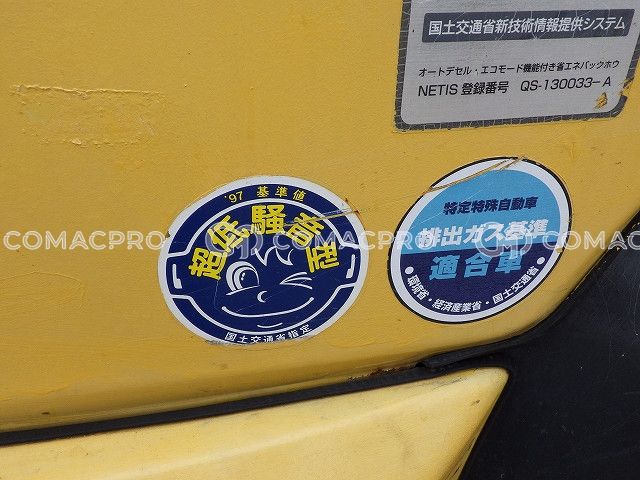 国土交通省新技術情報提供システム
オートデセル・エコモード機能付き省エネバックホウ
NETIS 登録番号 QS-130033-A
'97 基準値
超低騒音型
国土交通省指定
特定特殊自動車
排出ガス基準
適合車
・環境省・経済産業省・国土交通省・
COMACPRO COMACPRO COMACPRO COMAC